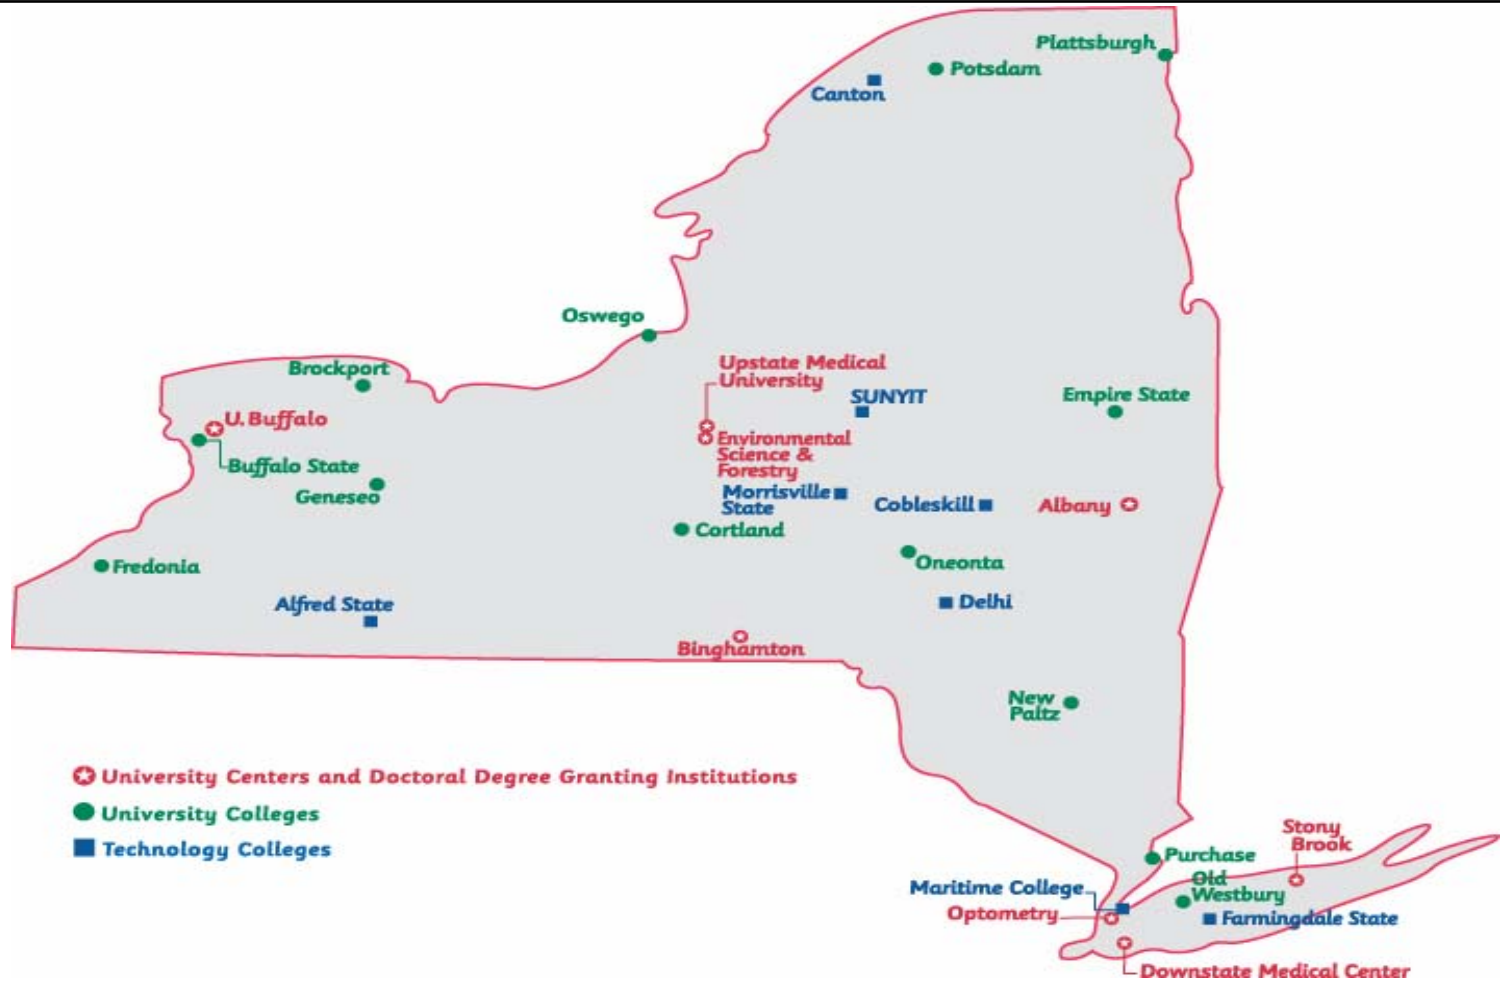 Plattsburgh
Potsdam
Canton
Oswego
Upstate Medical
University
Brockport
SUNYIT
Empire State
U. Buffalo
Environmental
Science &
Forestry
Buffalo State
Geneseo
Morrisville
State
Cobleskill
Albany
Cortland
Oneonta
Fredonia
Alfred State
Delhi
Binghamton
New
Paltz
University Centers and Doctoral Degree Granting Institutions
University Colleges
Technology Colleges
Stony
Brook
Purchase
Old
Westbury
Maritime College
Optometry
Farmingdale State
Downstate Medical Center